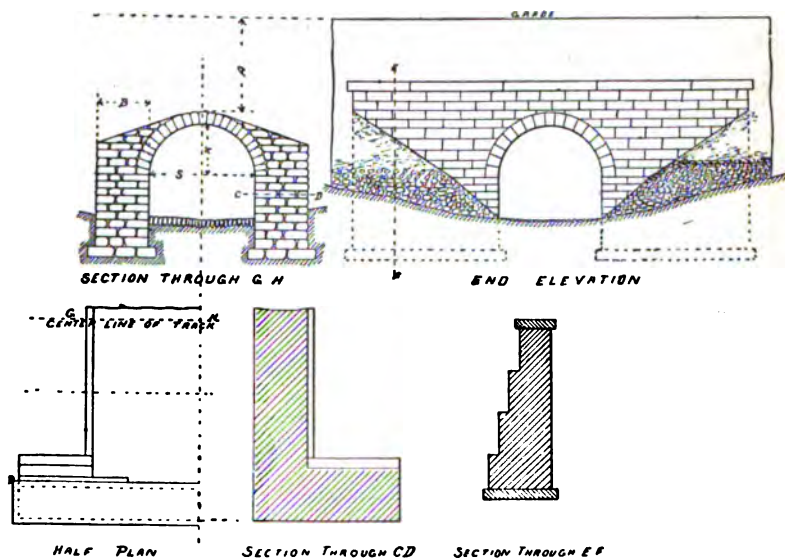 GRADE
A
B
S
C
D
E
SECTION THROUGH G H
END ELEVATION
G
H
CENTER LINE OF TRACK
B
HALF PLAN
SECTION THROUGH CD
SECTION THROUGH EF